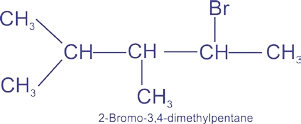 Br
CH₃
CH CH CH CH₃
CH₃
CH₃
2-Bromo-3,4-dimethylpentane